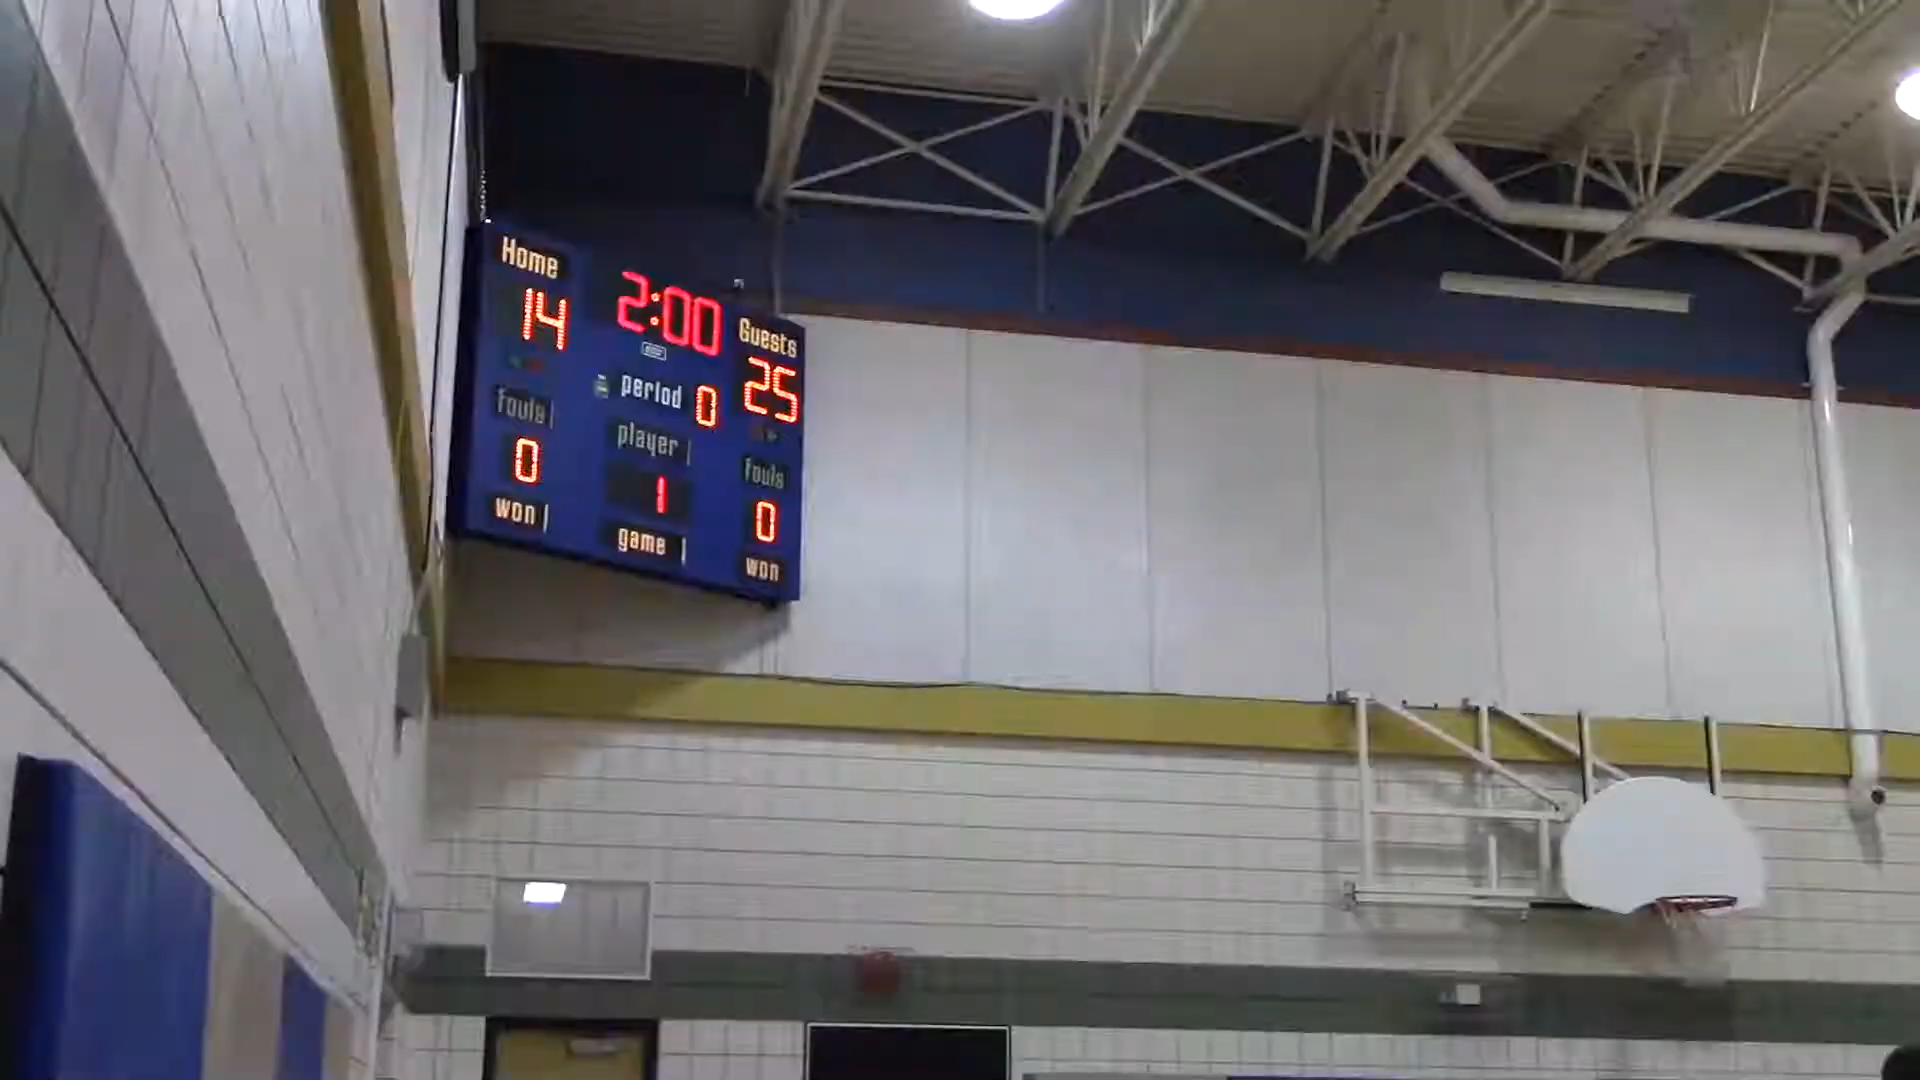 Home
14
2:00
Guests
25
period 0
fouls
player
fouls
0
1
0
won
game
won